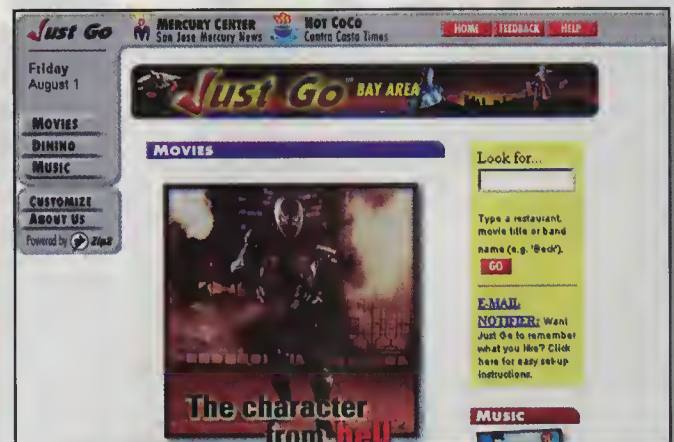 Just Go
MERCURY CENTER
San Jose Mercury News
HOT COCO
Contra Costa Times
HOME
FEEDBACK
HELP
Friday
August 1
MOVIES
DINING
MUSIC
CUSTOMIZE
ABOUT US
Powered by Zip2
Just Go BAY AREA
MOVIES
The character
from hell
Look for...
Type a restaurant,
movie title or band
name (e.g. 'Beck').
GO
E-MAIL
NOTIFIER: Want
Just Go to remember
what you like? Click
here for easy set-up
instructions.
MUSIC